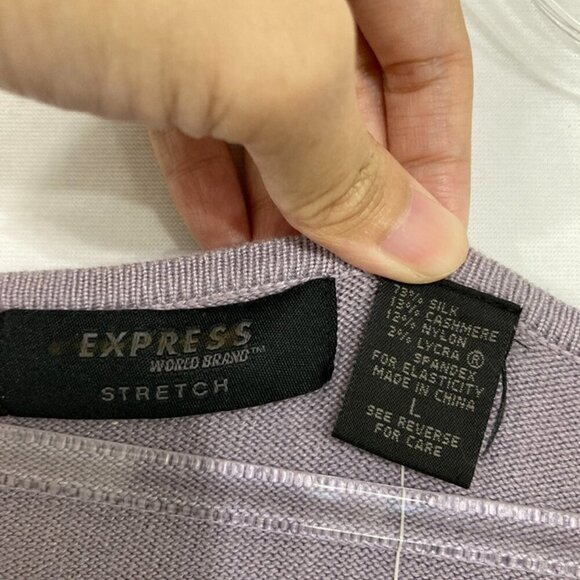 EXPRESS
WORLD BRAND™
STRETCH
73% SILK
13% CASHMERE
12% NYLON
2% LYCRA ®
SPANDEX
FOR ELASTICITY
MADE IN CHINA
L
SEE REVERSE
FOR CARE